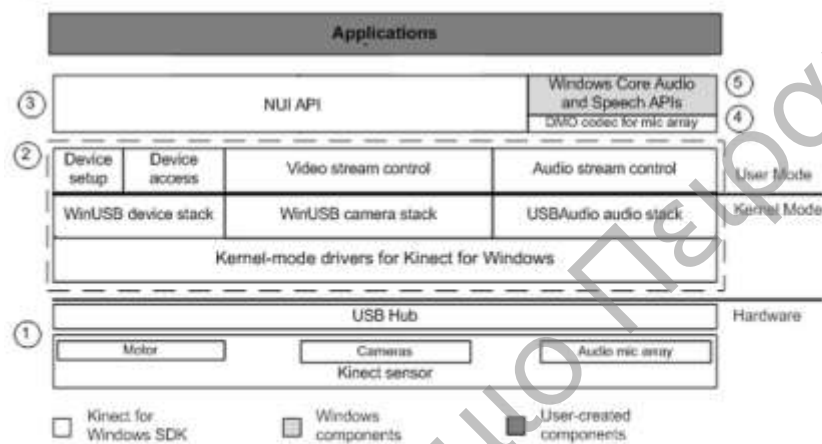 Applications
3
NUI API
Windows Core Audio
and Speech APIs
5
DMO codec for mic array
4
2
Device
setup
Device
access
Video stream control
Audio stream control
User Mode
WinUSB device stack
WinUSB camera stack
USBAudio audio stack
Kernel Mode
Kernel-mode drivers for Kinect for Windows
USB Hub
Hardware
1
Motor
Cameras
Audio mic array
Kinect sensor
Kinect for
Windows SDK
Windows
components
User-created
components